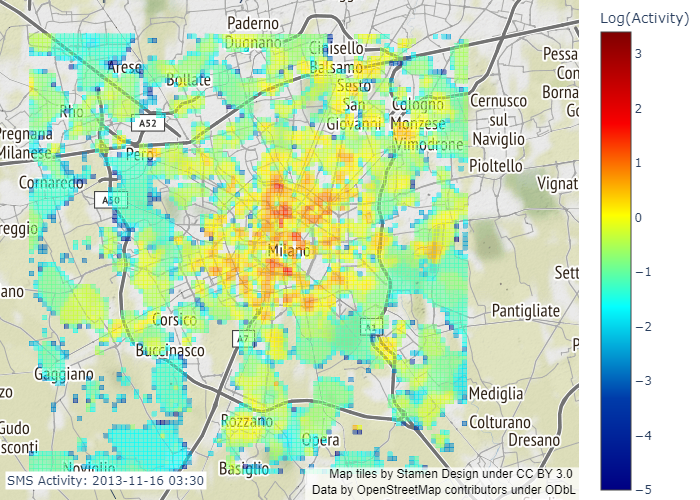 Log(Activity)
Paderno
Dugnano
Cinisello
Balsamo
Arese
Bollate
Sesto
San
Giovanni
Rho
Cologno
Monzese
Vimodrone
Cernusco
sul
Naviglio
Pessa
Con
Borna
Go
A52
Pregnana
Milanese
Pero
Pioltello
Cornaredo
A50
Vignat
reggio
Milano
Sett
ano
Pantigliate
Corsico
A7
A1
Buccinasco
P
Gaggiano
zo
Mediglia
Rozzano
Colturano
Gudo
sconti
Opera
Dresano
Noviglio
Basiglio
SMS Activity: 2013-11-16 03:30
Map tiles by Stamen Design under CC BY 3.0
Data by OpenStreetMap contributors under ODbL
3
2
1
0
−1
−2
−3
−4
−5